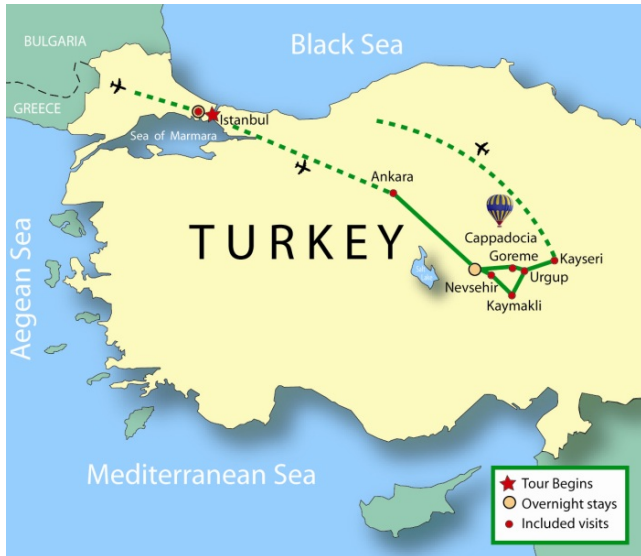 BULGARIA
Black Sea
GREECE
Istanbul
Sea of Marmara
Ankara
TURKEY
Cappadocia
Goreme
Kayseri
Urgup
Nevsehir
Kaymakli
Aegean Sea
Mediterranean Sea
Tour Begins
Overnight stays
Included visits